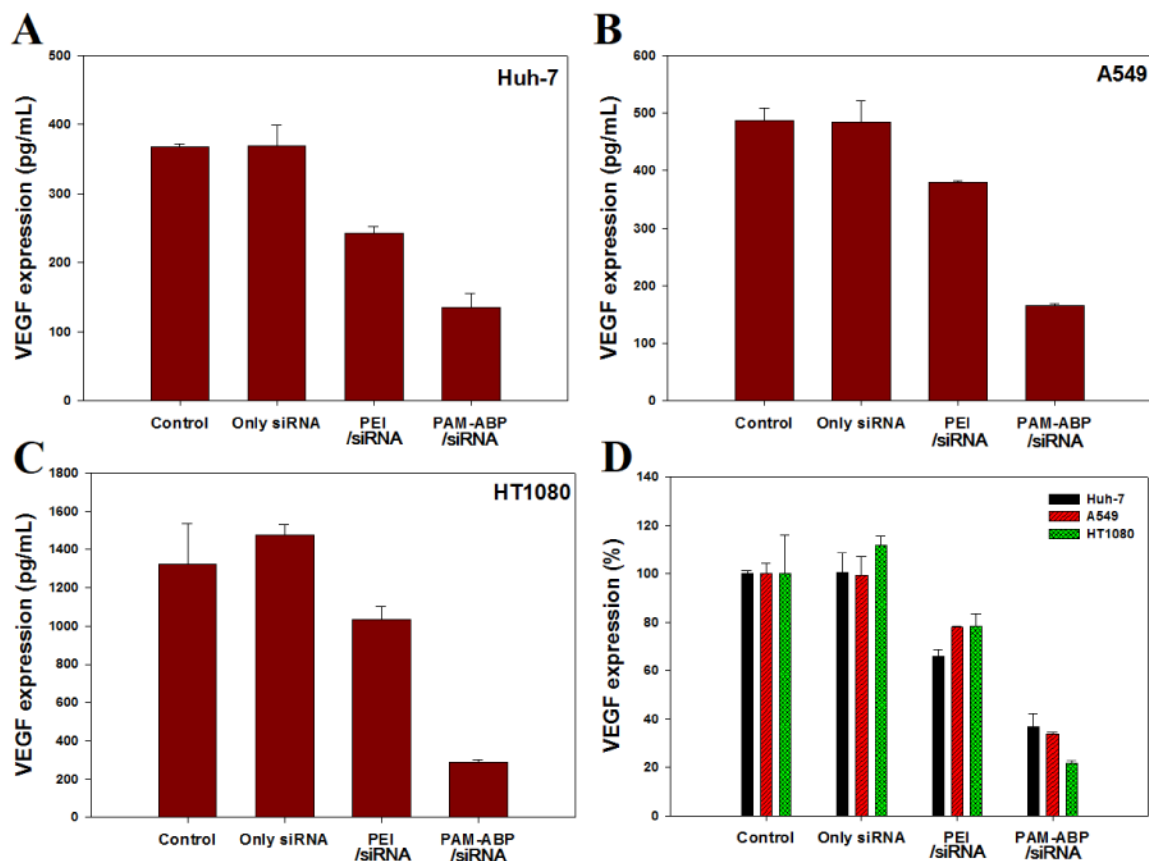 A
Huh-7
VEGF expression (pg/mL)
500
400
300
200
100
0
Control
Only siRNA
PEI
/siRNA
PAM-ABP
/siRNA
B
A549
VEGF expression (pg/mL)
600
500
400
300
200
100
0
Control
Only siRNA
PEI
/siRNA
PAM-ABP
/siRNA
C
HT1080
VEGF expression (pg/mL)
1800
1600
1400
1200
1000
800
600
400
200
0
Control
Only siRNA
PEI
/siRNA
PAM-ABP
/siRNA
D
Huh-7
A549
HT1080
VEGF expression (%)
140
120
100
80
60
40
20
0
Control
Only siRNA
PEI
/siRNA
PAM-ABP
/siRNA